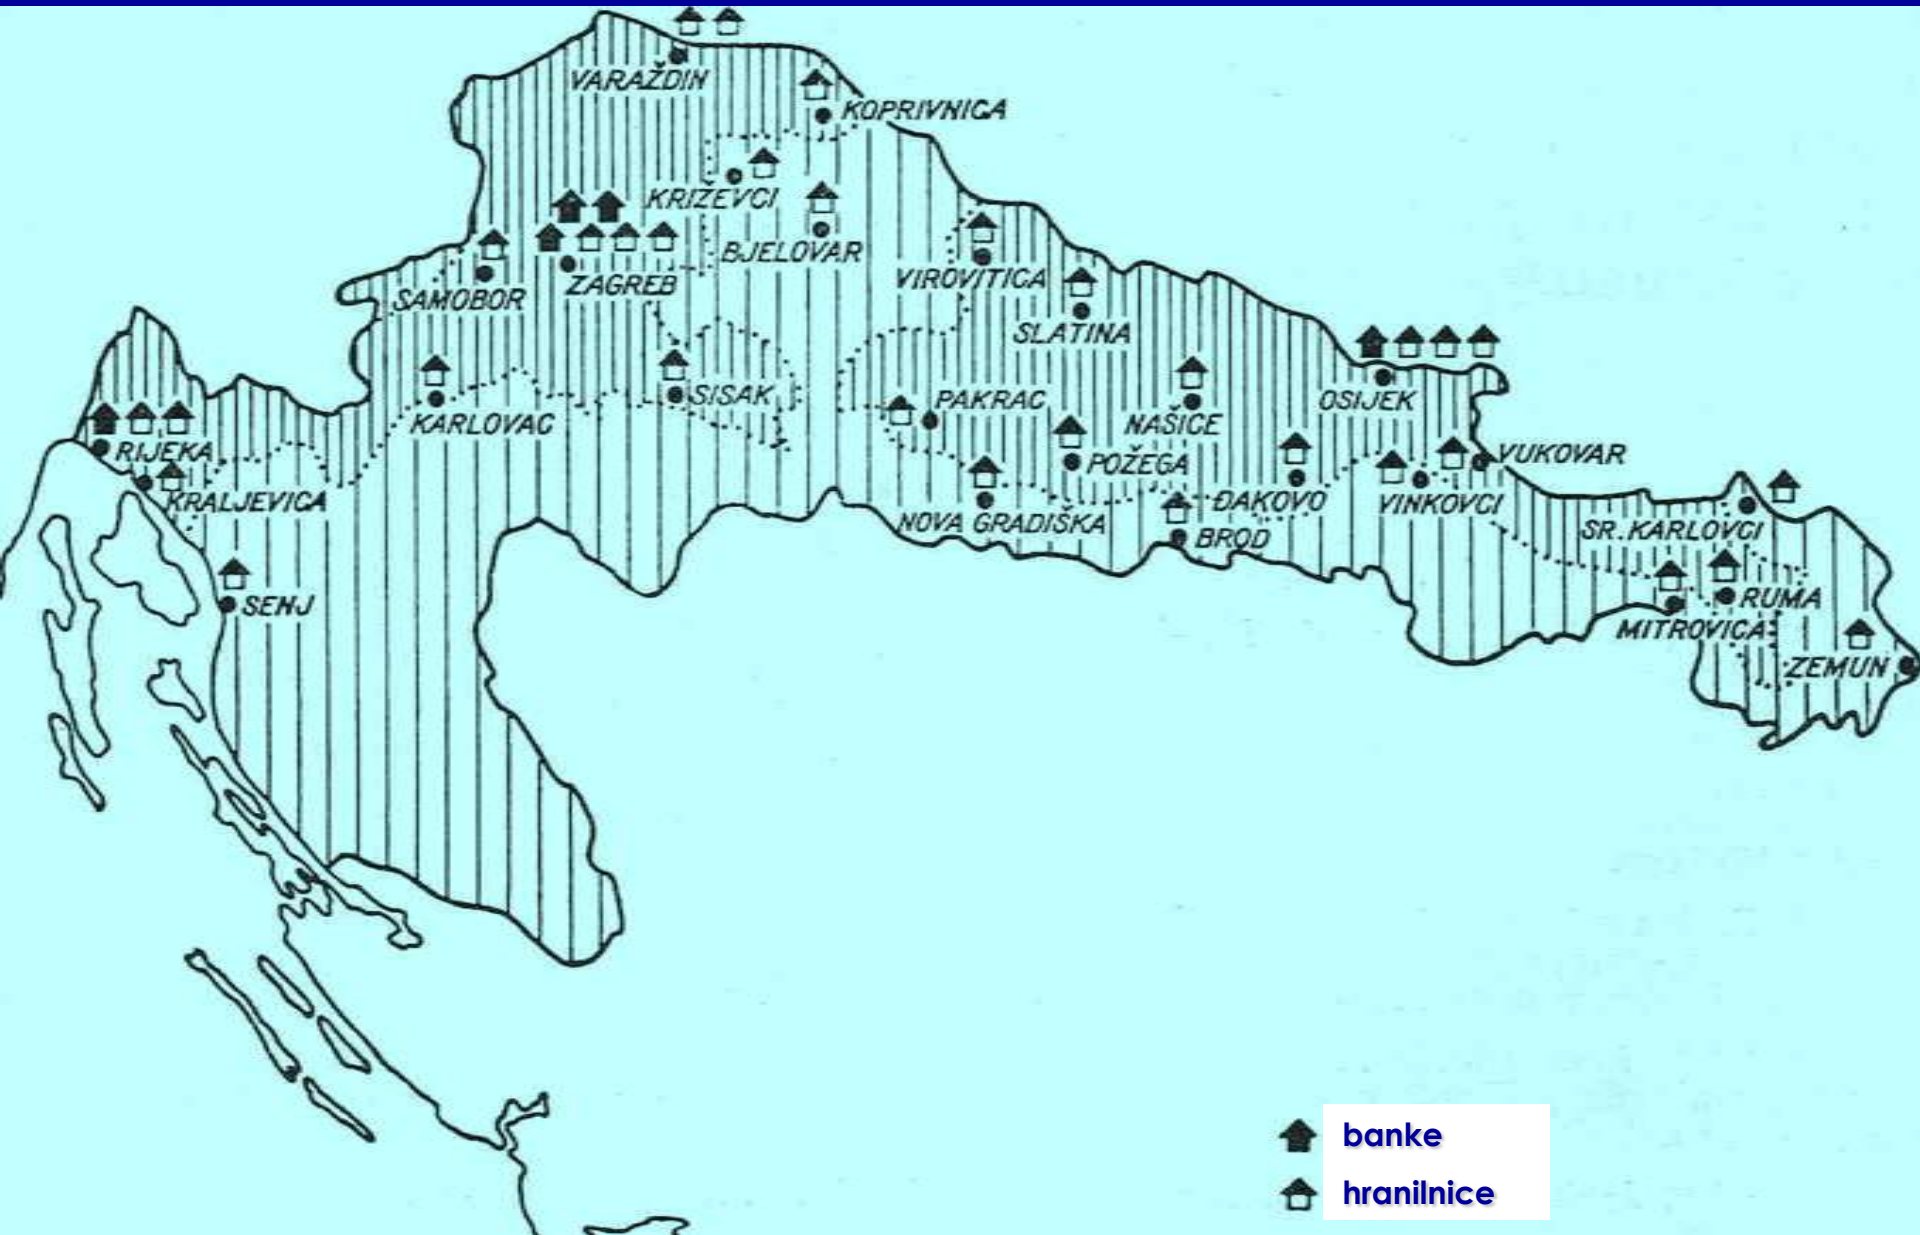 VARAŽDIN
KOPRIVNICA
KRIŽEVCI
BJELOVAR
SAMOBOR
ZAGREB
VIROVITICA
SLATINA
KARLOVAC
SISAK
PAKRAC
NAŠICE
OSIJEK
RIJEKA
KRALJEVICA
POŽEGA
VUKOVAR
NOVA GRADIŠKA
ĐAKOVO
VINKOVCI
BROD
SR. KARLOVCI
SENJ
RUMA
MITROVICA
ZEMUN
banke
hranilnice